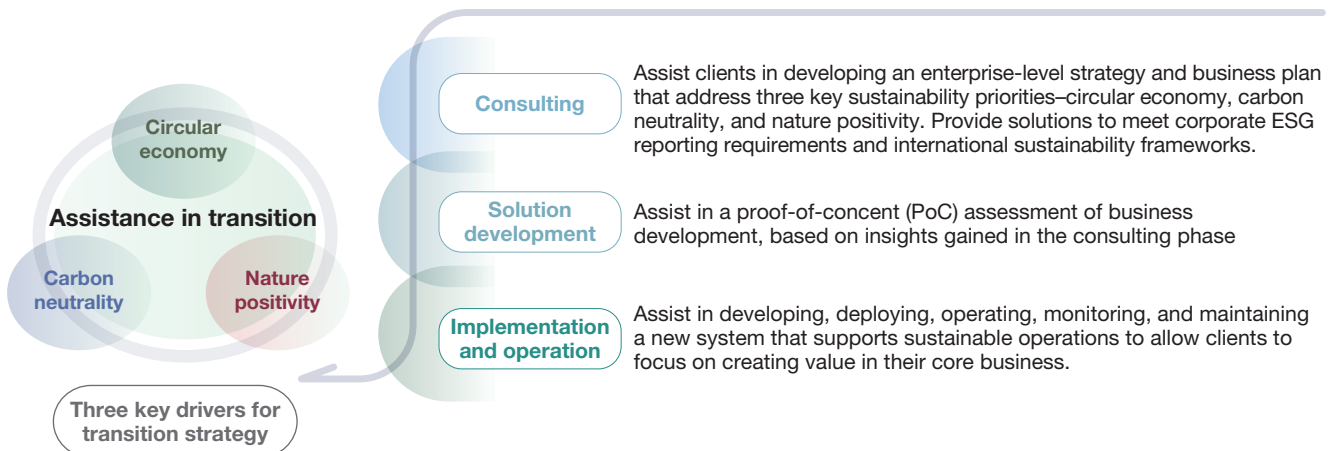 Circular
economy
Assistance in transition
Carbon
neutrality
Nature
positivity
Three key drivers for
transition strategy
Consulting
Assist clients in developing an enterprise-level strategy and business plan
that address three key sustainability priorities–circular economy, carbon
neutrality, and nature positivity. Provide solutions to meet corporate ESG
reporting requirements and international sustainability frameworks.
Solution
development
Assist in a proof-of-concent (PoC) assessment of business
development, based on insights gained in the consulting phase
Implementation
and operation
Assist in developing, deploying, operating, monitoring, and maintaining
a new system that supports sustainable operations to allow clients to
focus on creating value in their core business.